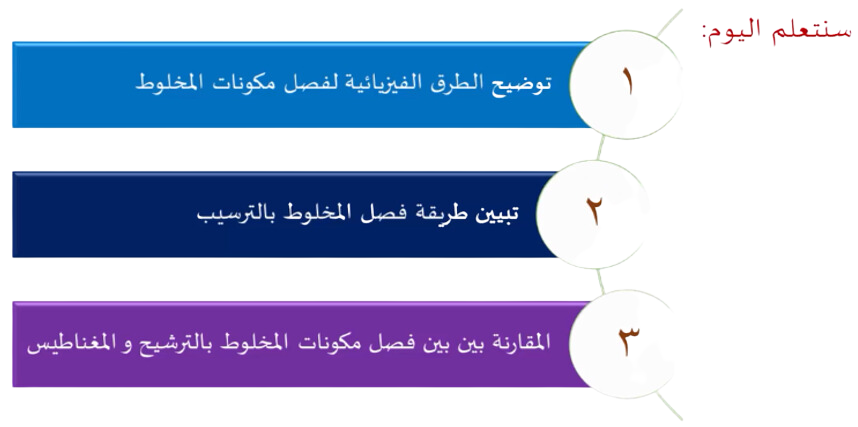 سنتعلم اليوم:
١
توضيح الطرق الفيزيائية لفصل مكونات المخلوط
٢
تبيين طريقة فصل المخلوط بالترسيب
٣
المقارنة بين بين فصل مكونات المخلوط بالترشيح و المغناطيس